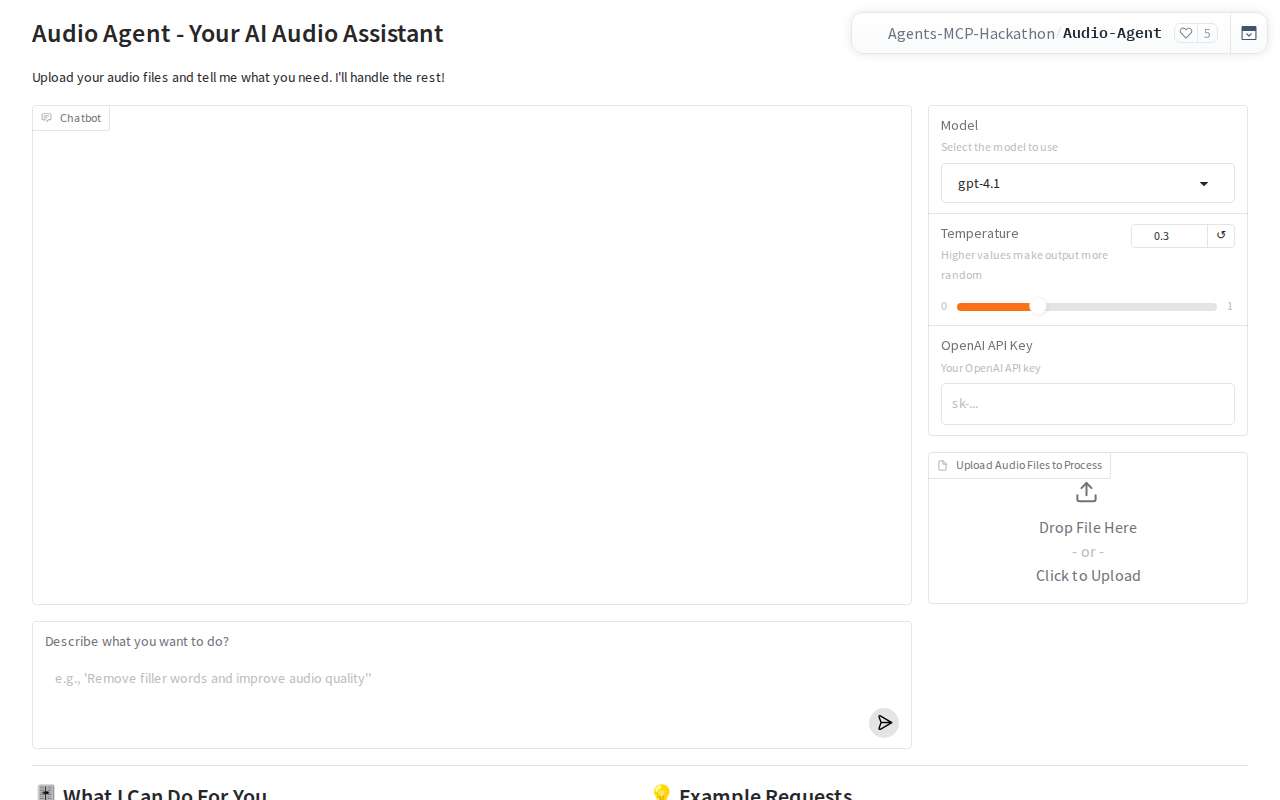 Audio Agent - Your AI Audio Assistant
Agents-MCP-Hackathon/Audio-Agent
5
Upload your audio files and tell me what you need. I'll handle the rest!
Chatbot
Model
Select the model to use
gpt-4.1
Temperature
0.3
↺
Higher values make output more
random
0
1
OpenAI API Key
Your OpenAI API key
sk-...
Upload Audio Files to Process
Drop File Here
- or -
Click to Upload
Describe what you want to do?
e.g., 'Remove filler words and improve audio quality"
What I Can Do For You
Example Requests